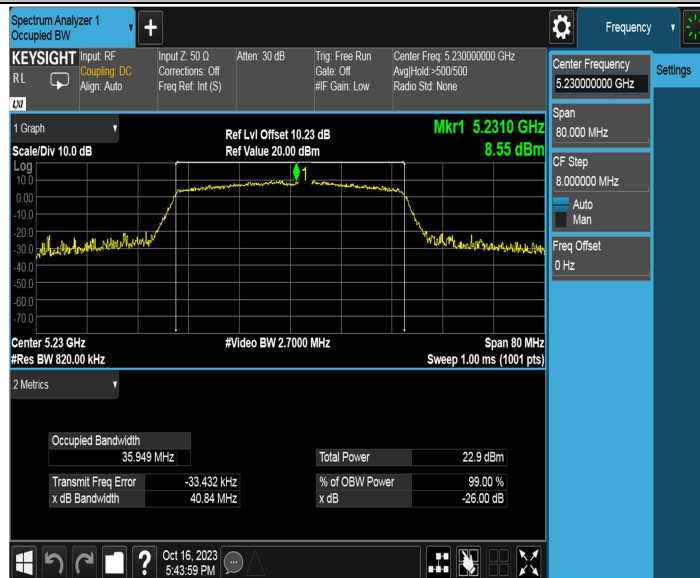 Spectrum Analyzer 1
Occupied BW
Frequency
KEYSIGHT
RL
LXI
Input: RF
Coupling: DC
Align: Auto
Input Z: 50 Ω
Corrections: Off
Freq Ref: Int (S)
Atten: 30 dB
Trig: Free Run
Gate: Off
#IF Gain: Low
Center Freq: 5.230000000 GHz
Avg|Hold:>500/500
Radio Std: None
Center Frequency
5.230000000 GHz
Settings
Span
80.000 MHz
CF Step
8.000000 MHz
Auto
Man
Freq Offset
0 Hz
1 Graph
Scale/Div 10.0 dB
Ref Lvl Offset 10.23 dB
Ref Value 20.00 dBm
Mkr1 5.2310 GHz
8.55 dBm
Log
10.0
0.00
-10.0
-20.0
-30.0
-40.0
-50.0
-60.0
-70.0
1
Center 5.23 GHz
#Res BW 820.00 kHz
#Video BW 2.7000 MHz
Span 80 MHz
Sweep 1.00 ms (1001 pts)
2 Metrics
Occupied Bandwidth
35.949 MHz
Transmit Freq Error -33.432 kHz
x dB Bandwidth 40.84 MHz
Total Power 22.9 dBm
% of OBW Power 99.00 %
x dB -26.00 dB
?
Oct 16, 2023
5:43:59 PM